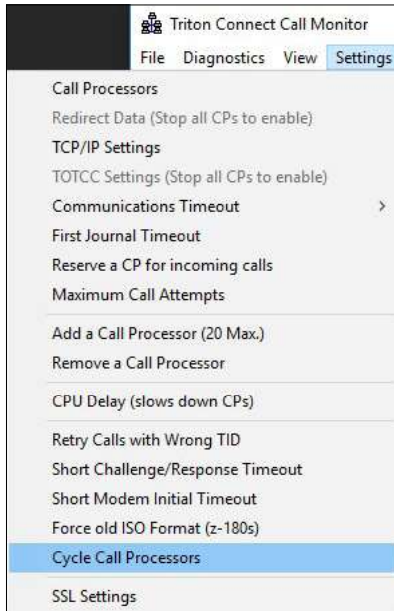 Triton Connect Call Monitor
File Diagnostics View Settings
Call Processors
Redirect Data (Stop all CPs to enable)
TCP/IP Settings
TOTCC Settings (Stop all CPs to enable)
Communications Timeout >
First Journal Timeout
Reserve a CP for incoming calls
Maximum Call Attempts
Add a Call Processor (20 Max.)
Remove a Call Processor
CPU Delay (slows down CPs)
Retry Calls with Wrong TID
Short Challenge/Response Timeout
Short Modem Initial Timeout
Force old ISO Format (z-180s)
Cycle Call Processors
SSL Settings